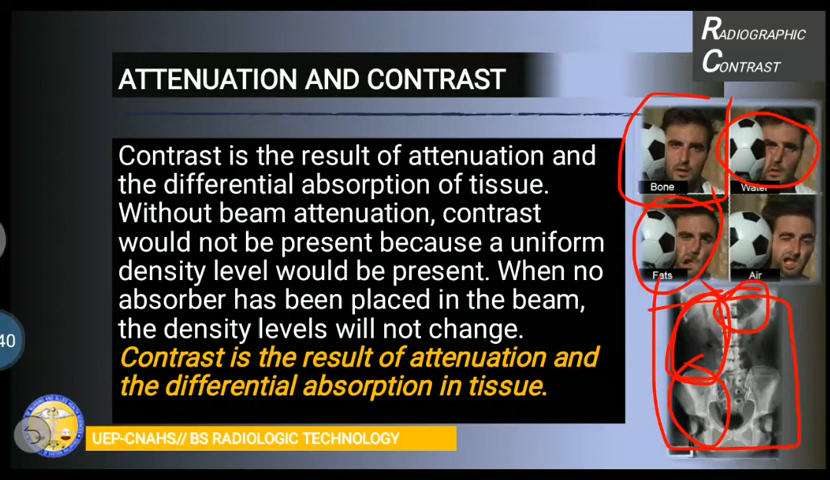 RADIOGRAPHIC
CONTRAST
ATTENUATION AND CONTRAST
Contrast is the result of attenuation and
the differential absorption of tissue.
Without beam attenuation, contrast
would not be present because a uniform
density level would be present. When no
absorber has been placed in the beam,
the density levels will not change.
Contrast is the result of attenuation and
the differential absorption in tissue.
Bone
Water
Fats
Air
40
UEP-CNAHS// BS RADIOLOGIC TECHNOLOGY